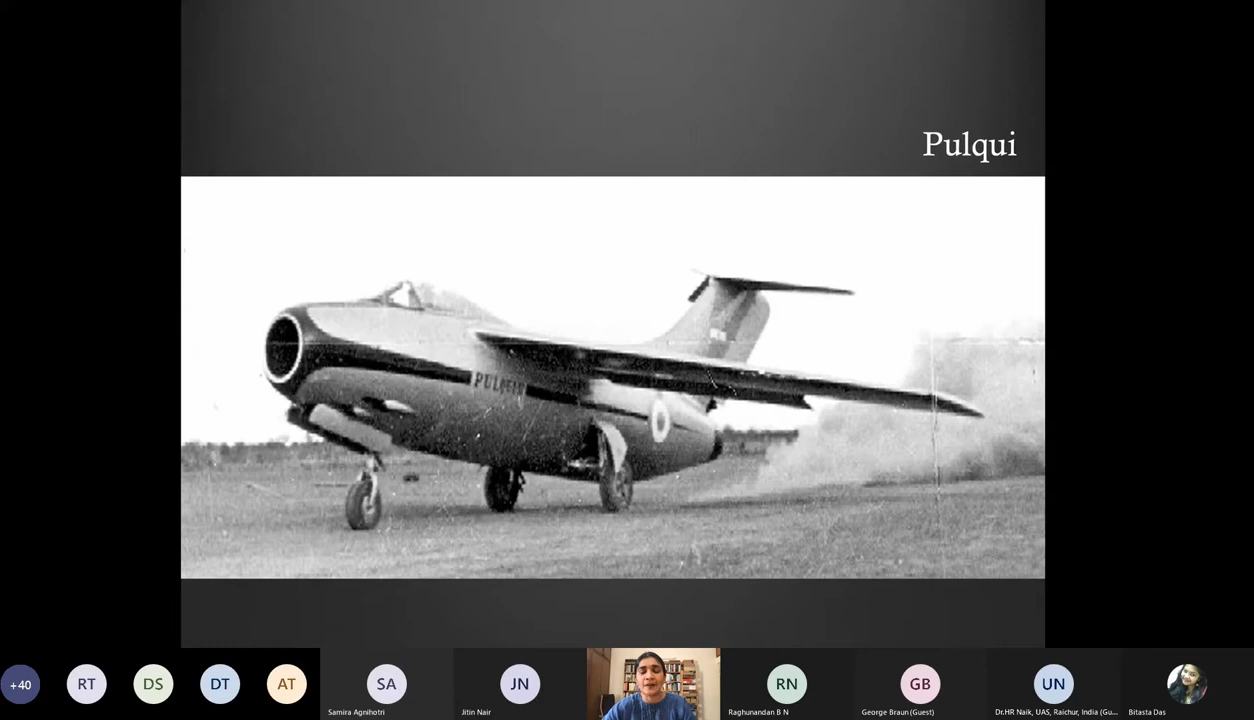 Pulqui
+40
RT
DS
DT
AT
SA
JN
RN
GB
UN
Samira Agnihotri
Jitin Nair
Raghunandan B N
George Braun (Guest)
Dr.HR Naik, UAS, Raichur, India (Gu...
Bitasta Das